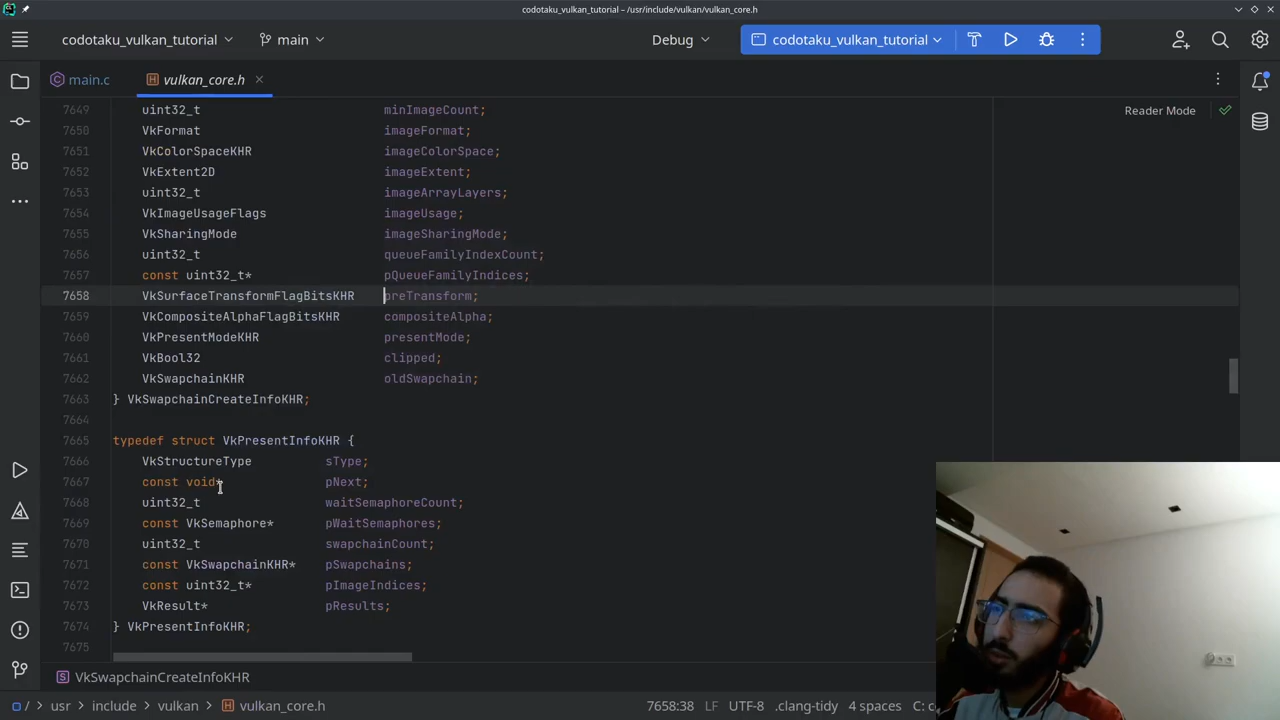 codotaku_vulkan_tutorial – /usr/include/vulkan/vulkan_core.h
codotaku_vulkan_tutorial main Debug codotaku_vulkan_tutorial
main.c vulkan_core.h
Reader Mode
7649 uint32_t minImageCount;
7650 VkFormat imageFormat;
7651 VkColorSpaceKHR imageColorSpace;
7652 VkExtent2D imageExtent;
7653 uint32_t imageArrayLayers;
7654 VkImageUsageFlags imageUsage;
7655 VkSharingMode imageSharingMode;
7656 uint32_t queueFamilyIndexCount;
7657 const uint32_t* pQueueFamilyIndices;
7658 VkSurfaceTransformFlagBitsKHR preTransform;
7659 VkCompositeAlphaFlagBitsKHR compositeAlpha;
7660 VkPresentModeKHR presentMode;
7661 VkBool32 clipped;
7662 VkSwapchainKHR oldSwapchain;
7663 } VkSwapchainCreateInfoKHR;
7664
7665 typedef struct VkPresentInfoKHR {
7666 VkStructureType sType;
7667 const void* pNext;
7668 uint32_t waitSemaphoreCount;
7669 const VkSemaphore* pWaitSemaphores;
7670 uint32_t swapchainCount;
7671 const VkSwapchainKHR* pSwapchains;
7672 const uint32_t* pImageIndices;
7673 VkResult* pResults;
7674 } VkPresentInfoKHR;
7675
S VkSwapchainCreateInfoKHR
/ usr include vulkan vulkan_core.h 7658:38 LF UTF-8 .clang-tidy 4 spaces C: c